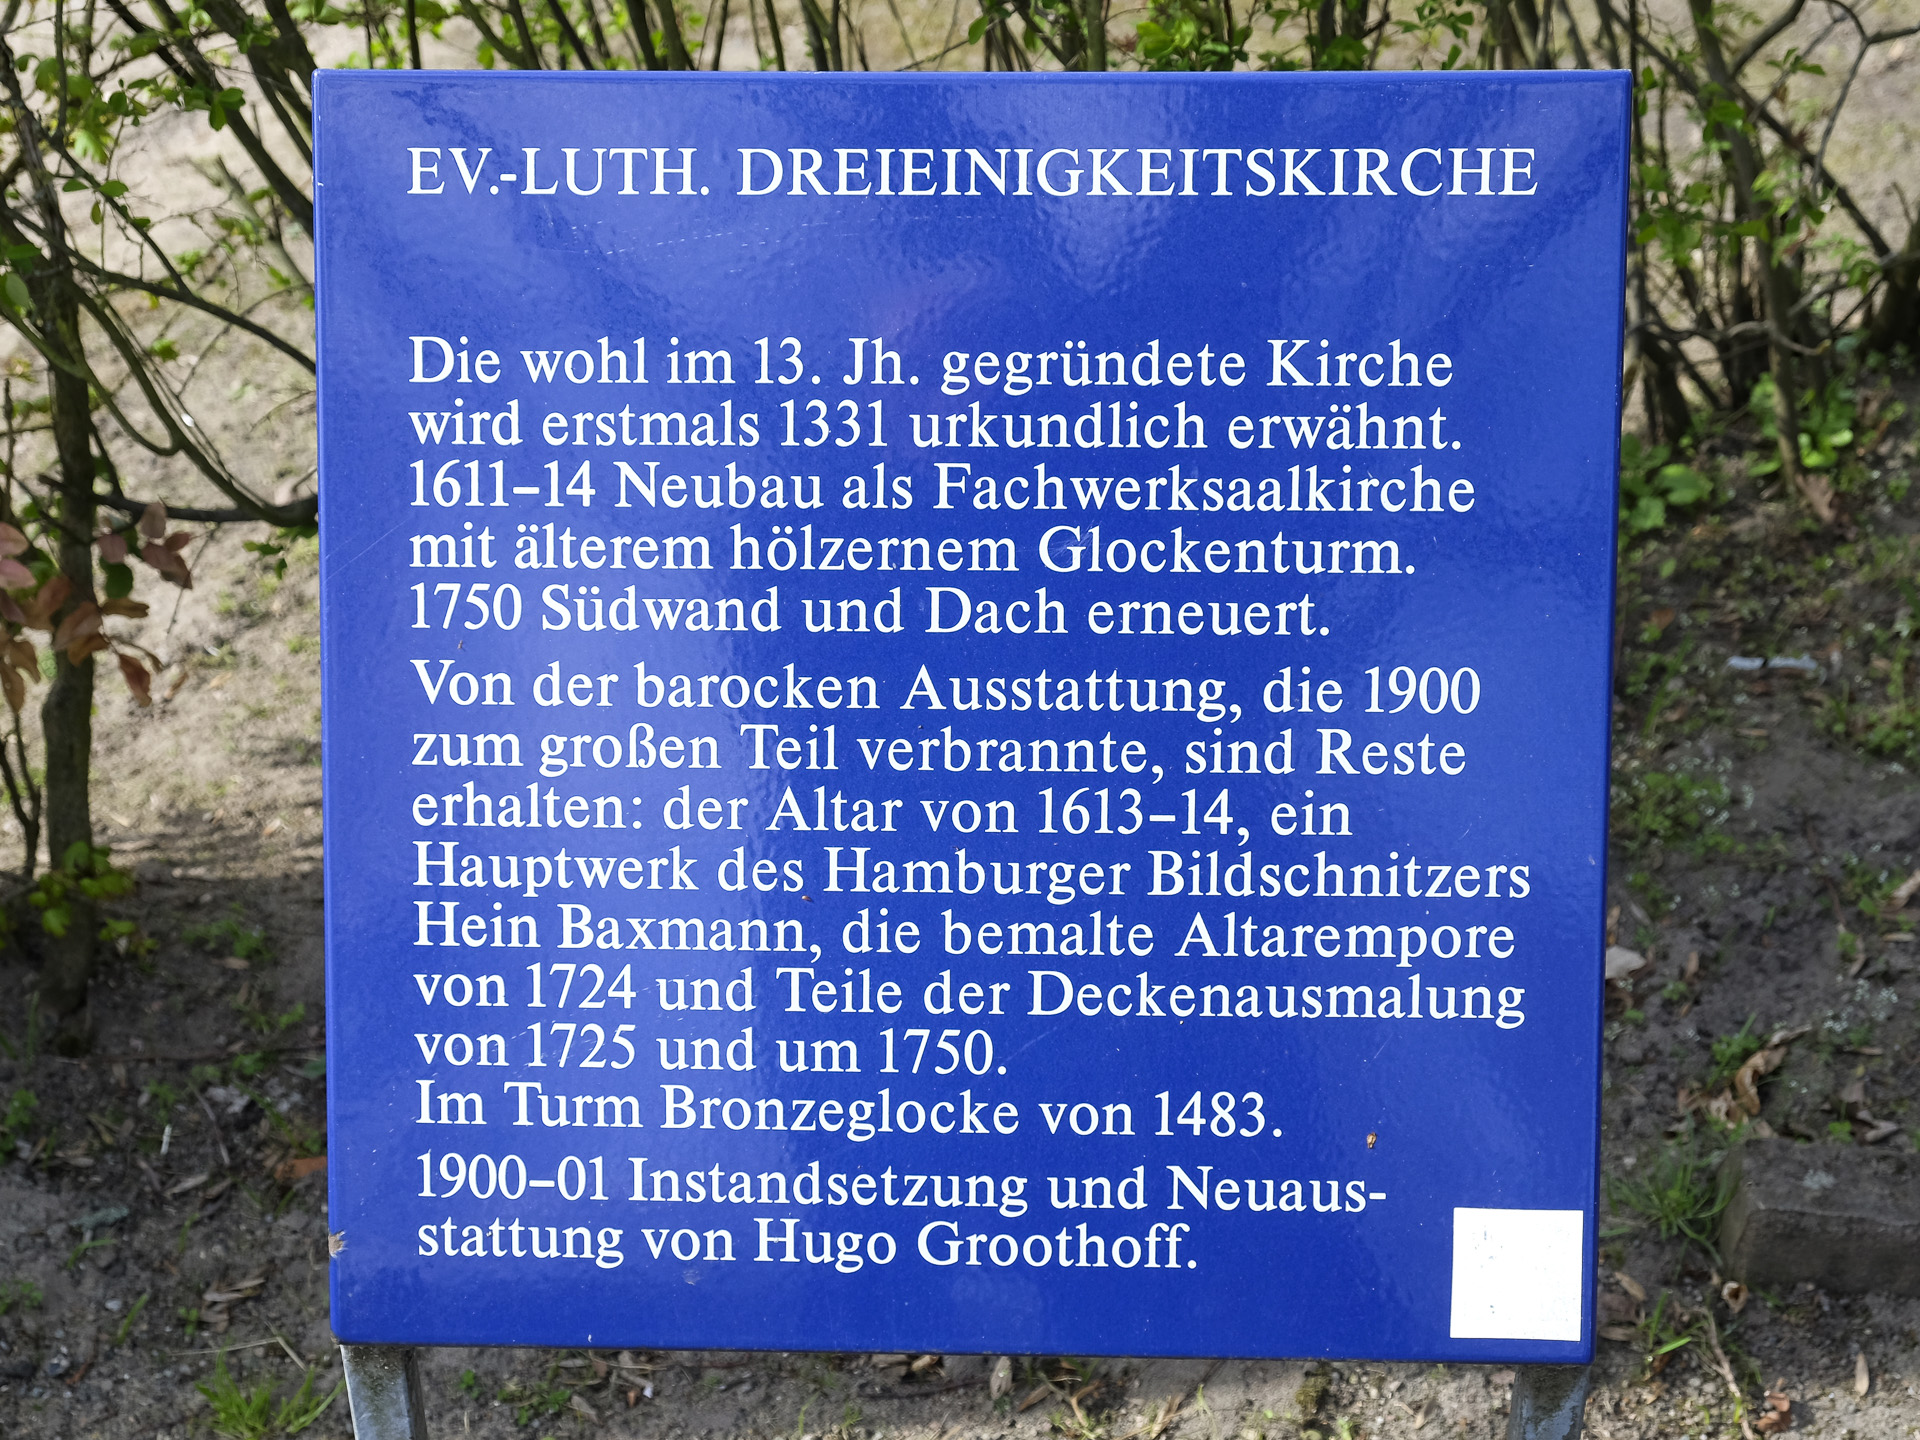 EV.-LUTH. DREIEINIGKEITSKIRCHE
Die wohl im 13. Jh. gegründete Kirche
wird erstmals 1331 urkundlich erwähnt.
1611–14 Neubau als Fachwerksaalkirche
mit älterem hölzernem Glockenturm.
1750 Südwand und Dach erneuert.
Von der barocken Ausstattung, die 1900
zum großen Teil verbrannte, sind Reste
erhalten: der Altar von 1613–14, ein
Hauptwerk des Hamburger Bildschnitzers
Hein Baxmann, die bemalte Altarempore
von 1724 und Teile der Deckenausmalung
von 1725 und um 1750.
Im Turm Bronzeglocke von 1483.
1900–01 Instandsetzung und Neuaus-
stattung von Hugo Groothoff.